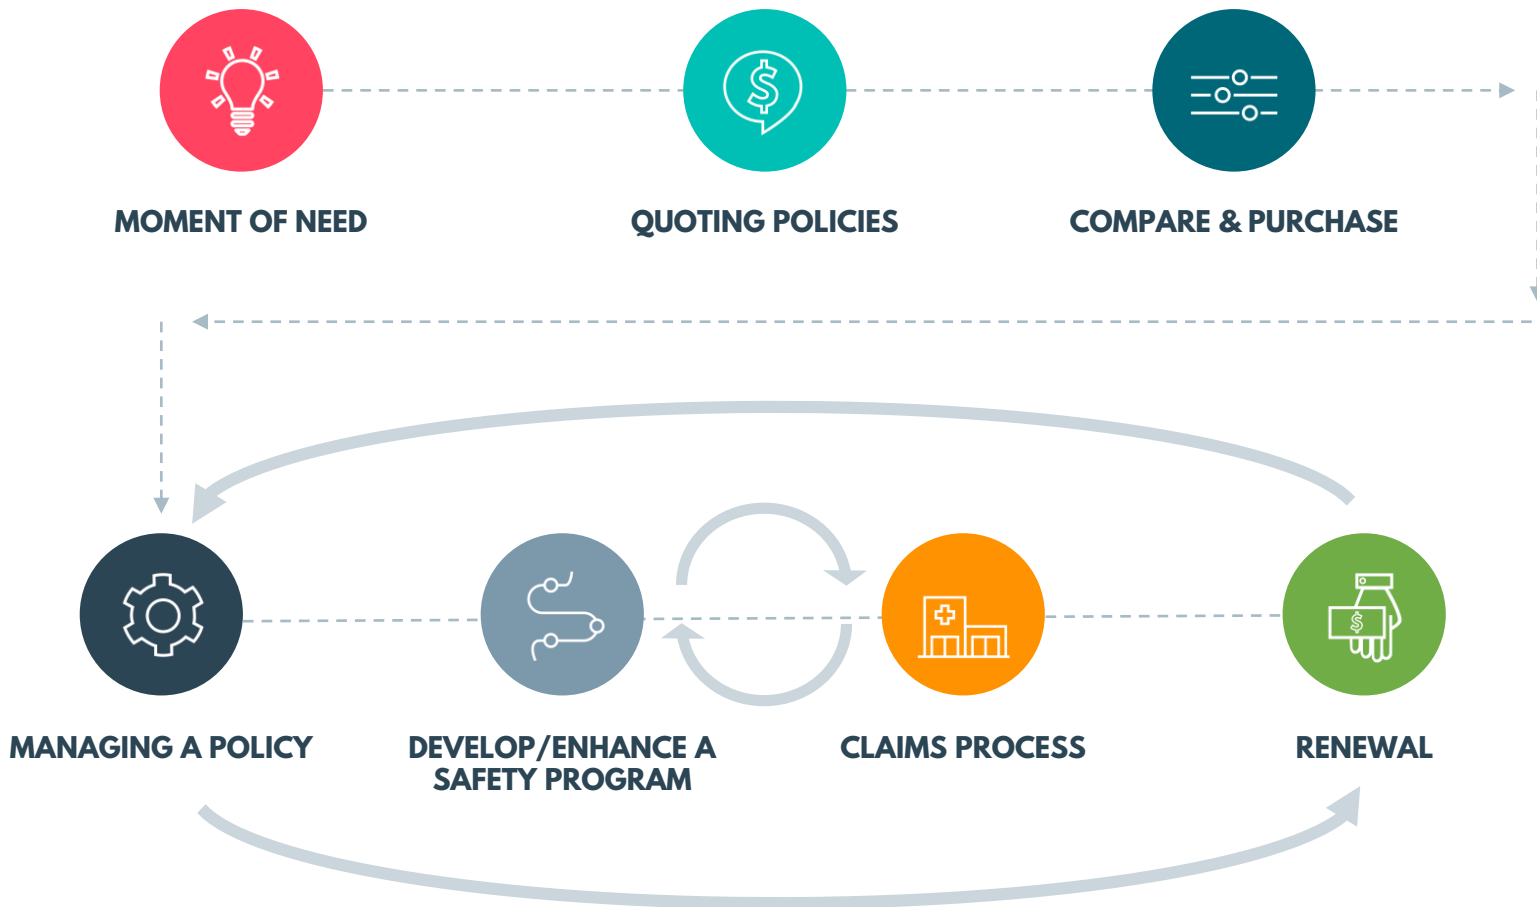 $
MOMENT OF NEED
QUOTING POLICIES
COMPARE & PURCHASE
$
MANAGING A POLICY
DEVELOP/ENHANCE A
SAFETY PROGRAM
CLAIMS PROCESS
RENEWAL